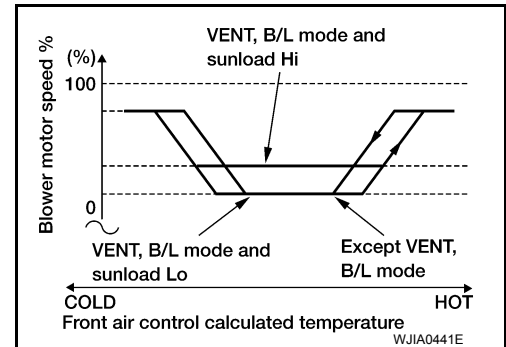 VENT, B/L mode and
sunload Hi
(%)
100
Blower motor speed %
0
VENT, B/L mode and
sunload Lo
Except VENT,
B/L mode
COLD
HOT
Front air control calculated temperature
WJIA0441E